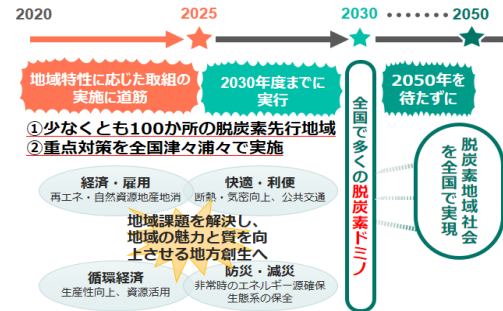 2020
2025
2030
2050
地域特性に応じた取組の
実施に道筋
2030年度までに
実行
2050年を
待たずに
①少なくとも100か所の脱炭素先行地域
②重点対策を全国津々浦々で実施
経済・雇用
再エネ・自然資源地産地消
快適・利便
断熱・気密向上、公共交通
地域課題を解決し、
地域の魅力と質を向
上させる地方創生へ
循環経済
生産性向上、資源活用
防災・減災
非常時のエネルギー源確保
生態系の保全
全国で多くの脱炭素ドミノ
脱炭素地域社会
を全国で実現